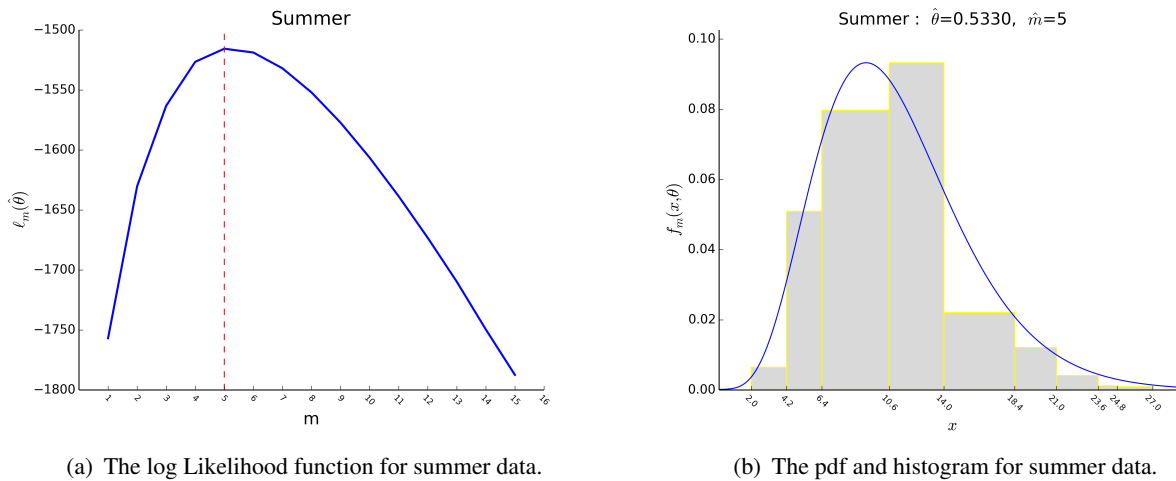 Summer
−1500
−1550
−1600
−1650
−1700
−1750
−1800
ℓₘ(θ̂)
1 2 3 4 5 6 7 8 9 10 11 12 13 14 15 16
m
(a) The log Likelihood function for summer data.
Summer : θ̂=0.5330, m̂=5
0.10
0.08
0.06
0.04
0.02
0.00
fₘ(x,θ)
2.0 4.2 6.4 10.6 14.0 18.4 21.0 23.6 24.8 27.0
x
(b) The pdf and histogram for summer data.